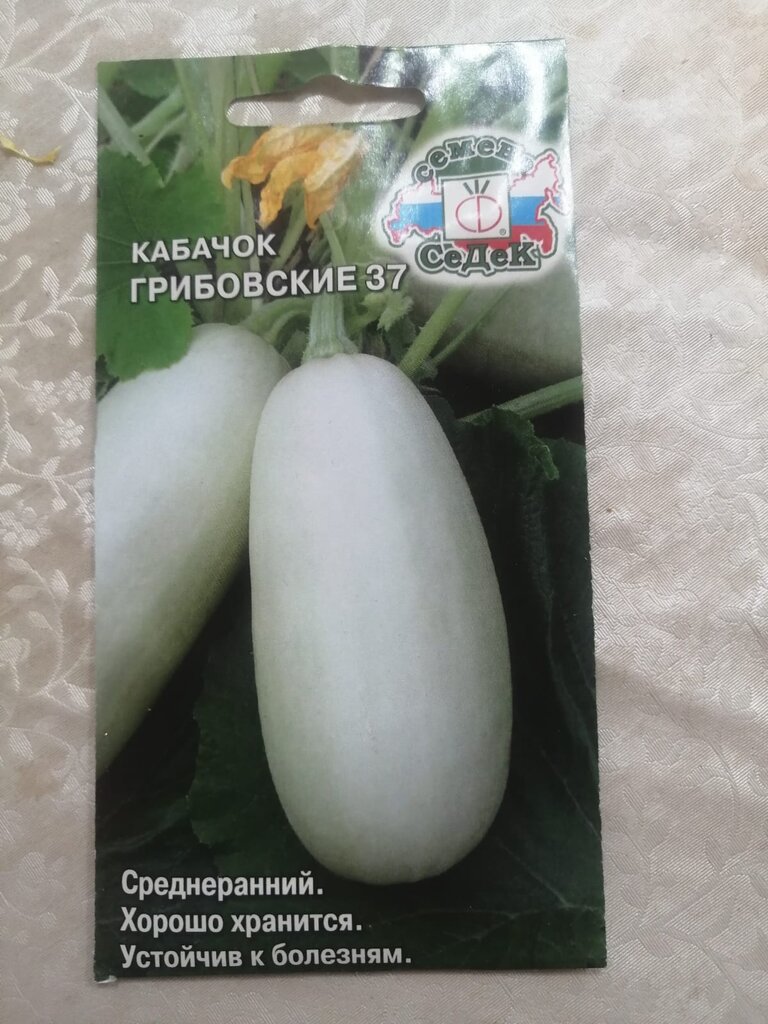 семена
СеДеК
КАБАЧОК
ГРИБОВСКИЕ 37
Среднеранний.
Хорошо хранится.
Устойчив к болезням.